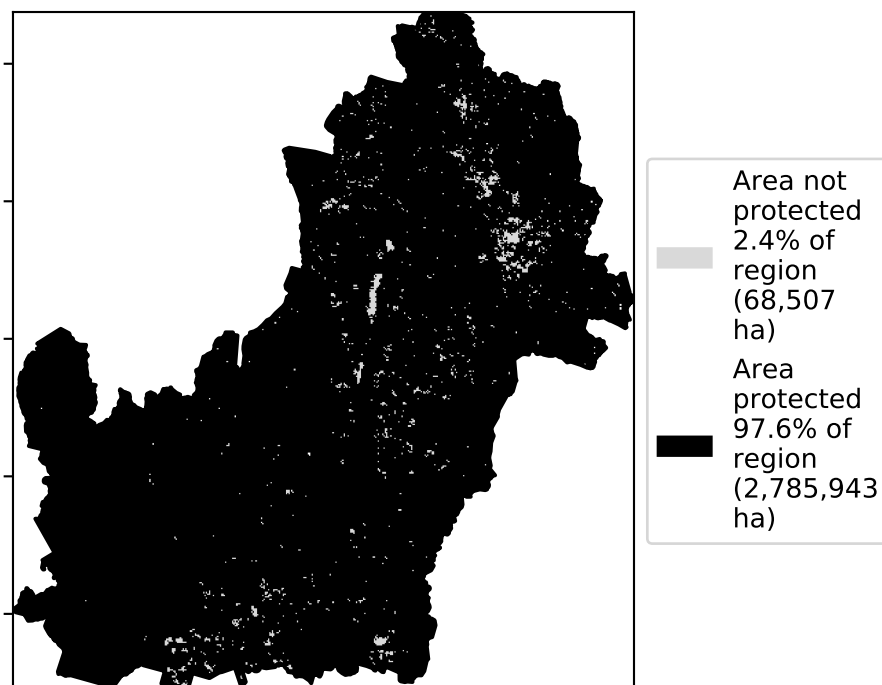 Area not
protected
2.4% of
region
(68,507
ha)
Area
protected
97.6% of
region
(2,785,943
ha)